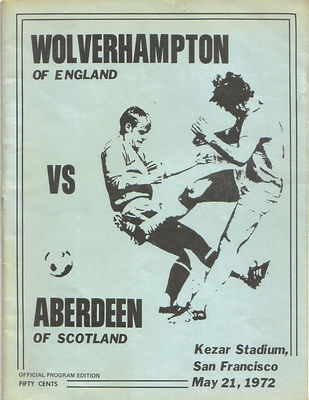 WOLVERHAMPTON
OF ENGLAND
VS
ABERDEEN
OF SCOTLAND
Kezar Stadium,
San Francisco
May 21, 1972
OFFICIAL PROGRAM EDITION
FIFTY CENTS